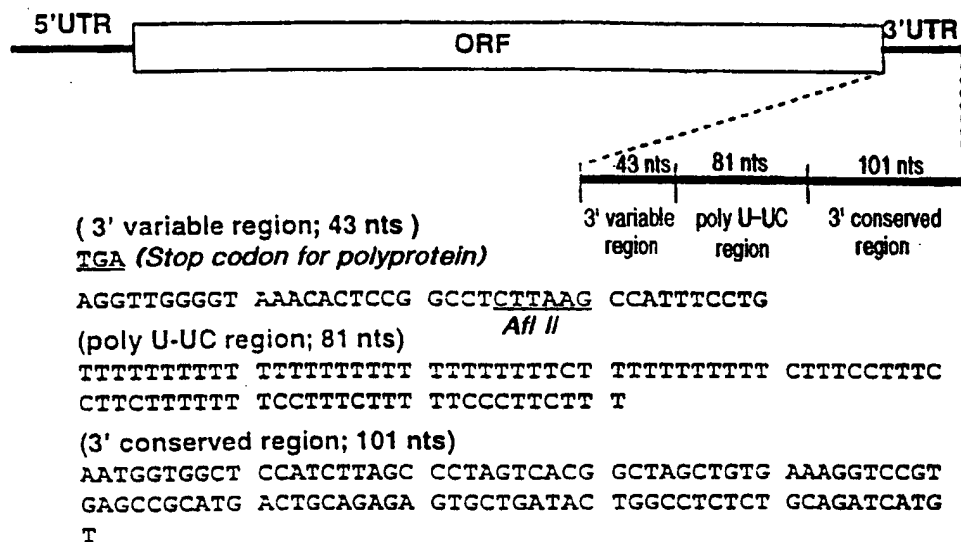 5'UTR ORF 3'UTR
43 nts 81 nts 101 nts
3' variable region poly U-UC region 3' conserved region
( 3' variable region; 43 nts )
TGA (Stop codon for polyprotein)
AGGTTGGGGT AAACACTCCG GCCTCTTAAG CCATTTCCTG
Afl II
(poly U-UC region; 81 nts)
TTTTTTTTTT TTTTTTTTTT TTTTTTTTCT TTTTTTTTTT CTTTCCTTTC
CTTCTTTTTT TCCTTTCTTT TTCCCTTCTT T
(3' conserved region; 101 nts)
AATGGTGGCT CCATCTTAGC CCTAGTCACG GCTAGCTGTG AAAGGTCCGT
GAGCCGCATG ACTGCAGAGA GTGCTGATAC TGGCCTCTCT GCAGATCATG
T